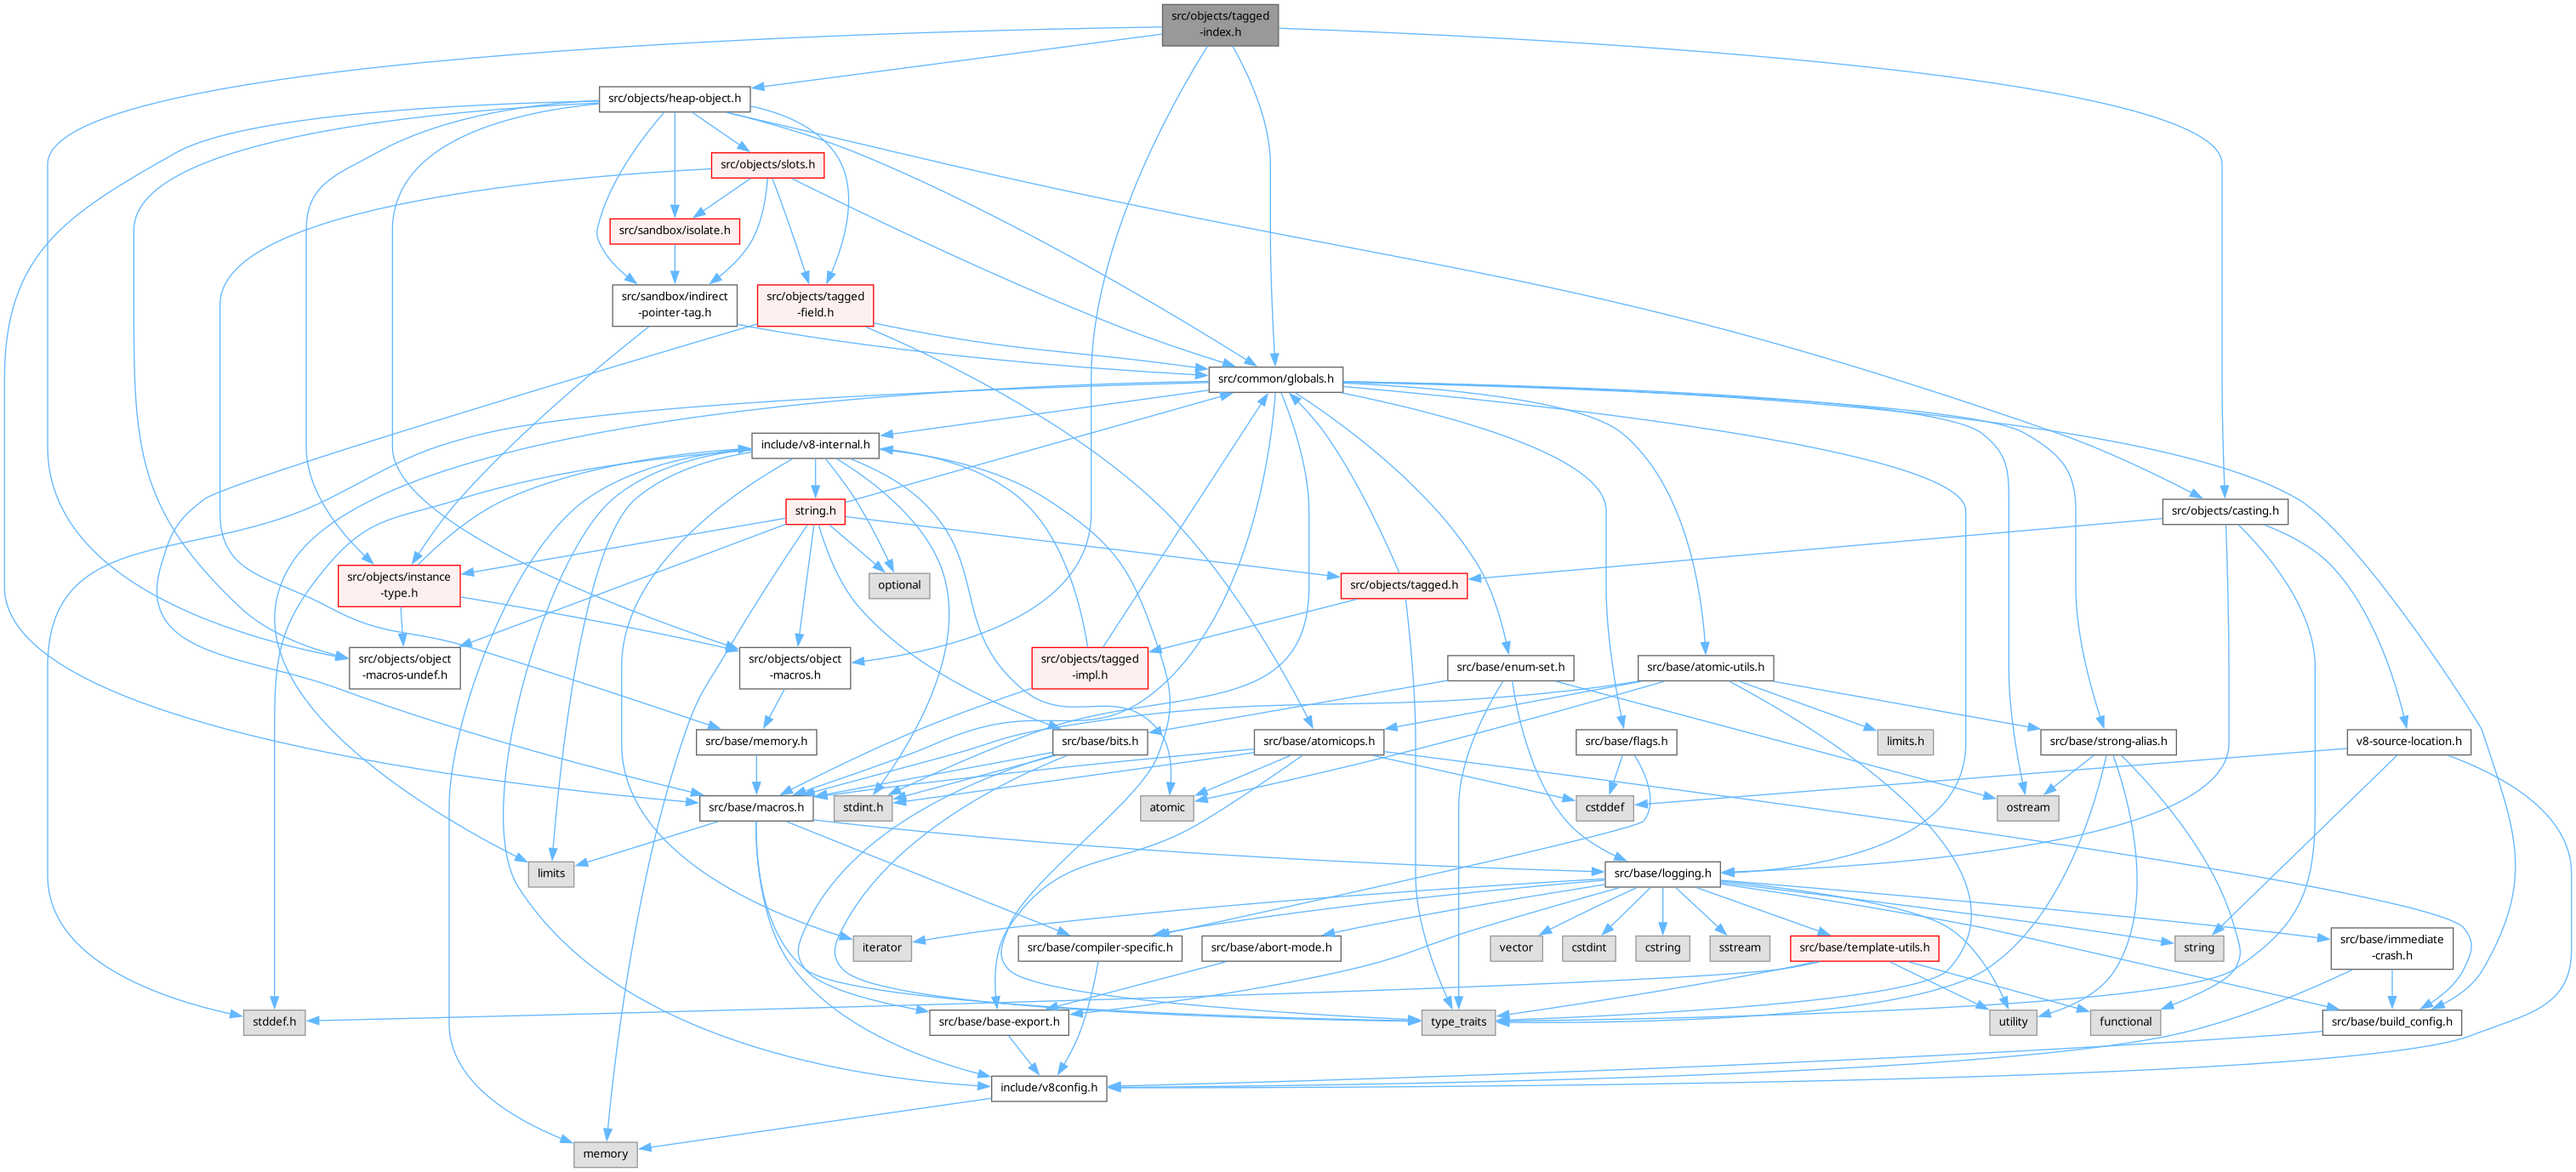 src/objects/tagged
-index.h
src/objects/heap-object.h
src/objects/slots.h
src/sandbox/isolate.h
src/sandbox/indirect
-pointer-tag.h
src/objects/tagged
-field.h
src/common/globals.h
include/v8-internal.h
string.h
src/objects/casting.h
src/objects/instance
-type.h
optional
src/objects/tagged.h
src/objects/object
-macros-undef.h
src/objects/object
-macros.h
src/objects/tagged
-impl.h
src/base/enum-set.h
src/base/atomic-utils.h
src/base/memory.h
src/base/bits.h
src/base/atomicops.h
src/base/flags.h
limits.h
src/base/strong-alias.h
v8-source-location.h
src/base/macros.h
stdint.h
atomic
cstddef
ostream
limits
src/base/logging.h
iterator
src/base/compiler-specific.h
src/base/abort-mode.h
vector
cstdint
cstring
sstream
src/base/template-utils.h
string
src/base/immediate
-crash.h
stddef.h
src/base/base-export.h
type_traits
utility
functional
src/base/build_config.h
include/v8config.h
memory